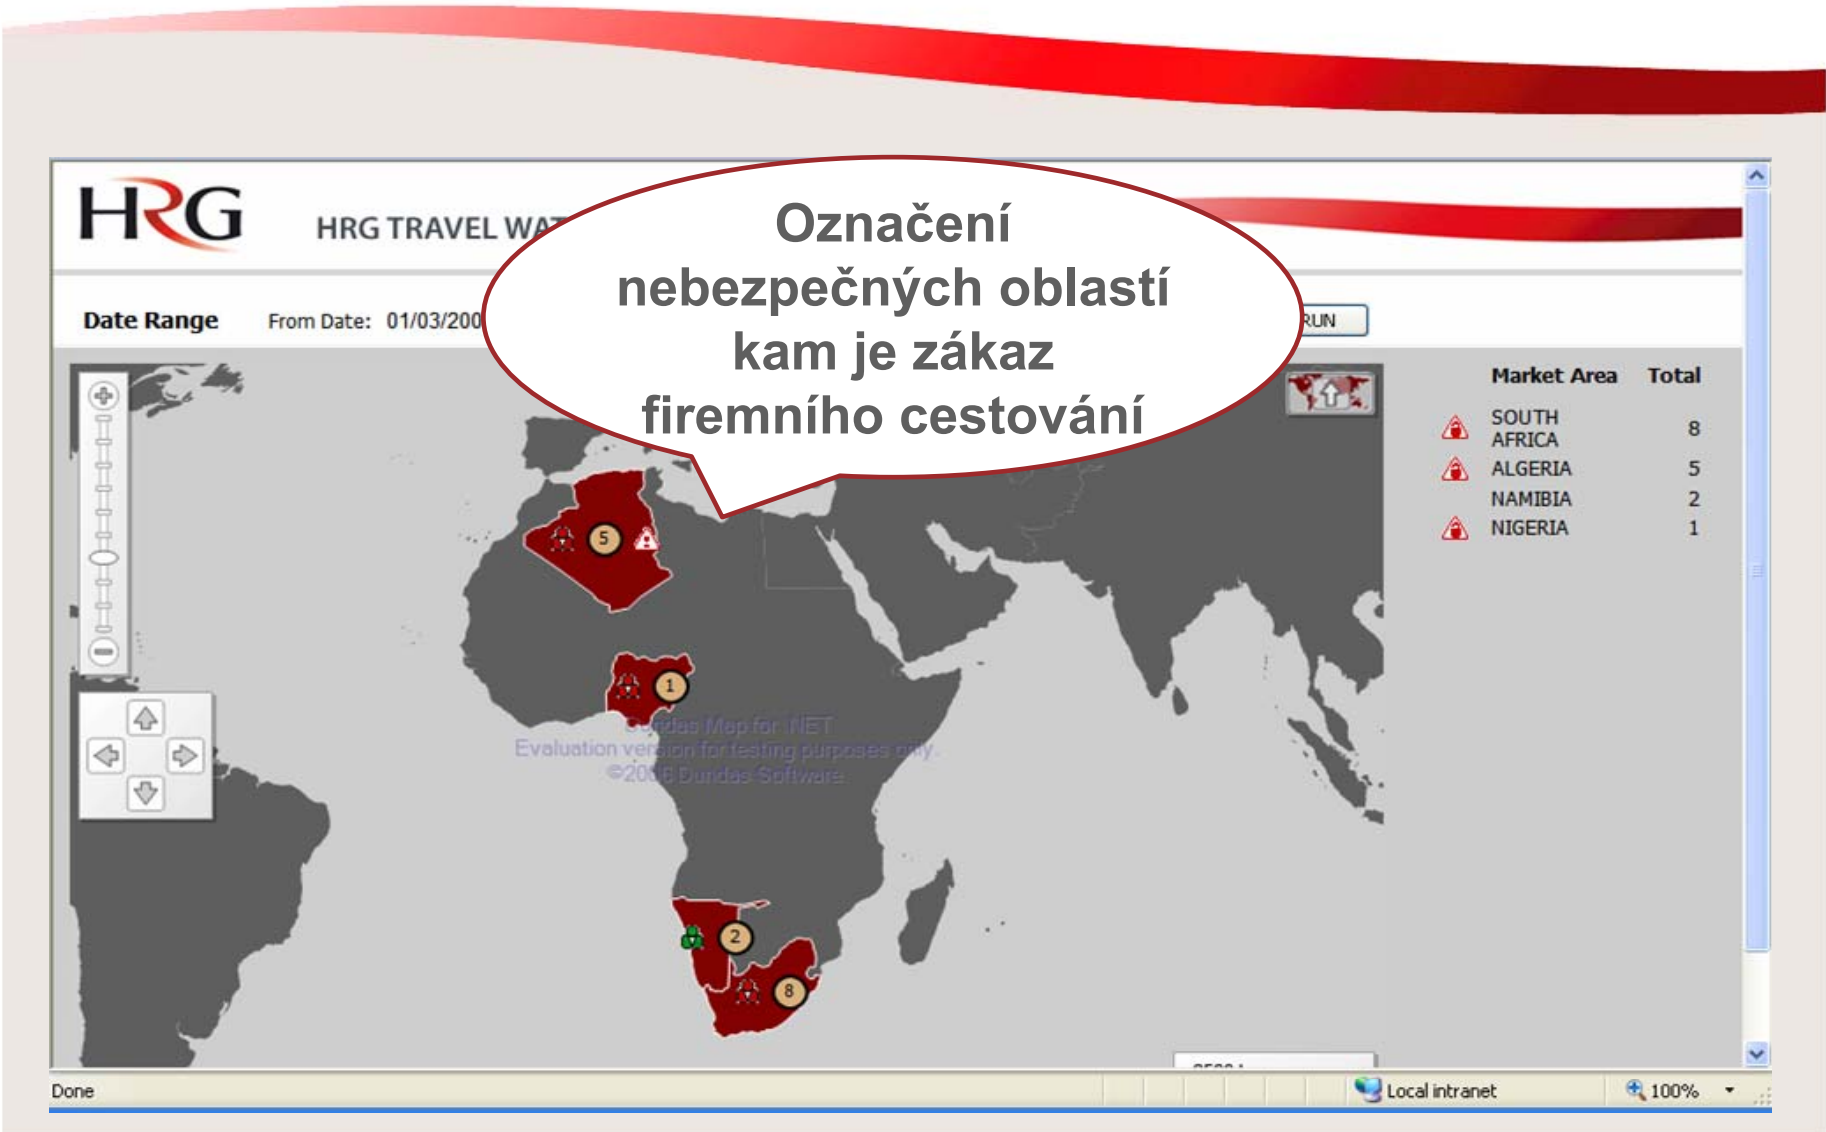 HRG
HRG TRAVEL
Označení
nebezpečných oblastí
kam je zákaz
firemního cestování
Date Range From Date: 01/03/200
RUN
Market Area Total
SOUTH AFRICA 8
ALGERIA 5
NAMIBIA 2
NIGERIA 1
5
1
Dundas Map for .NET
Evaluation version for testing purposes only.
Dundas Software
2
8
Done
Local intranet
100%